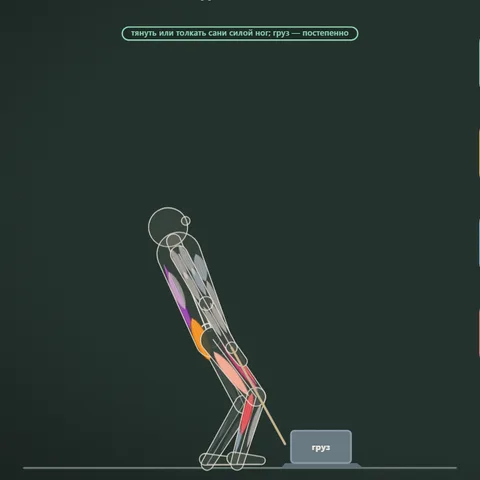 тянуть или толкать сани силой ног; груз — постепенно
груз